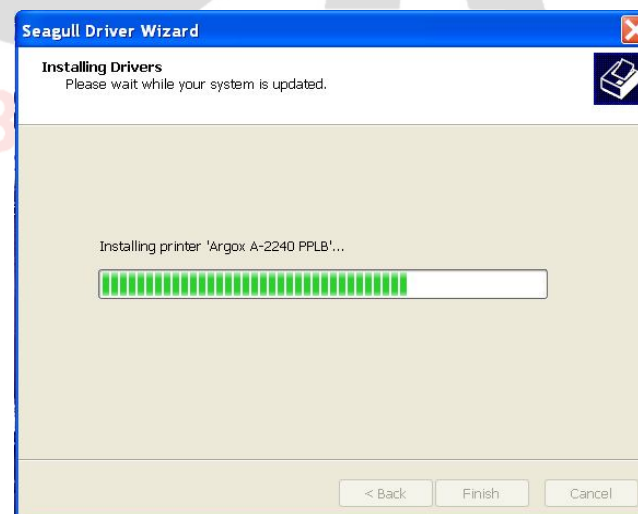 Seagull Driver Wizard
Installing Drivers
Please wait while your system is updated.
Installing printer 'Argox A-2240 PPLB'...
< Back
Finish
Cancel